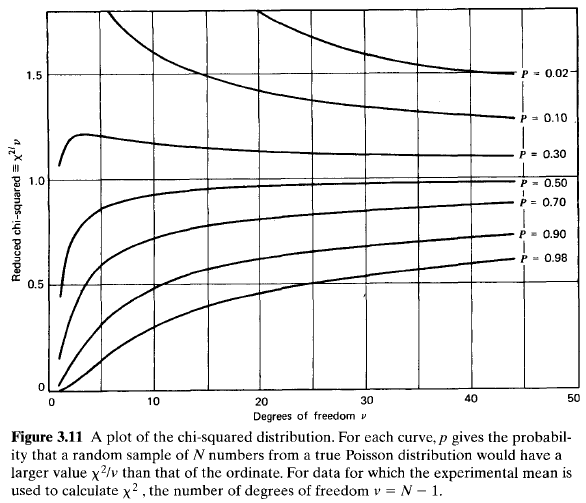 1.5
1.0
0.5
0
Reduced chi-squared ≡ χ²/ν
P = 0.02
P = 0.10
P = 0.30
P = 0.50
P = 0.70
P = 0.90
P = 0.98
0 10 20 30 40 50
Degrees of freedom ν
Figure 3.11 A plot of the chi-squared distribution. For each curve, p gives the probabil-
ity that a random sample of N numbers from a true Poisson distribution would have a
larger value χ²/ν than that of the ordinate. For data for which the experimental mean is
used to calculate χ² , the number of degrees of freedom ν = N − 1.